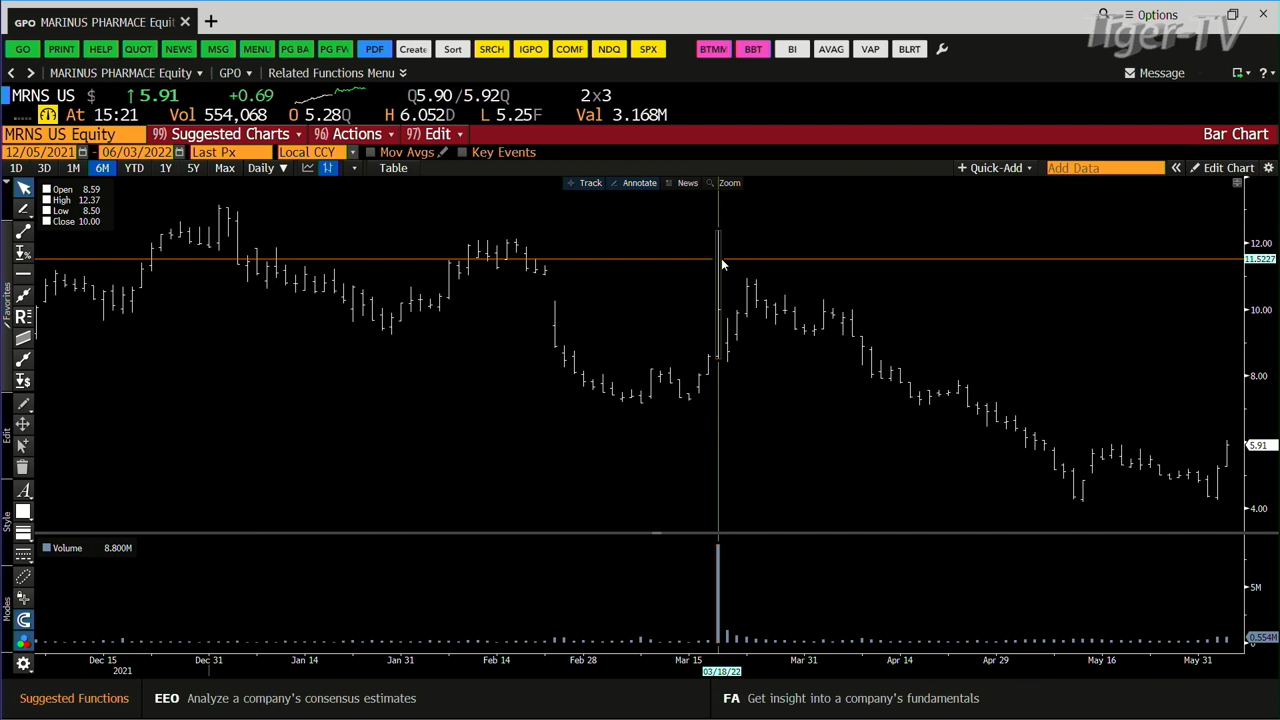 GPO MARINUS PHARMACE Equit
Options
Tiger-TV
GO PRINT HELP QUOT NEWS MSG MENU PG BA PG FW PDF Create Sort SRCH IGPO COMF NDQ SPX BTMM BBT BI AVAG VAP BLRT
MARINUS PHARMACE Equity GPO Related Functions Menu Message ?
MRNS US $ ↑ 5.91 +0.69 Q5.90/5.92Q 2×3
At 15:21 Vol 554,068 O 5.28Q H 6.052D L 5.25F Val 3.168M
MRNS US Equity 99) Suggested Charts 96) Actions 97) Edit Bar Chart
12/05/2021 - 06/03/2022 Last Px Local CCY Mov Avgs Key Events
1D 3D 1M 6M YTD 1Y 5Y Max Daily ▼ Table + Quick-Add Add Data « Edit Chart
Track Annotate News Zoom
Open 8.59
High 12.37
Low 8.50
Close 10.00
12.00
11.5227
10.00
8.00
5.91
4.00
Favorites
Edit
Style
Modes
Volume 8.800M
5M
0.554M
0
Dec 15 Dec 31 Jan 14 Jan 31 Feb 14 Feb 28 Mar 15 Mar 31 Apr 14 Apr 29 May 16 May 31
2021 03/18/22
Suggested Functions EEO Analyze a company's consensus estimates FA Get insight into a company's fundamentals